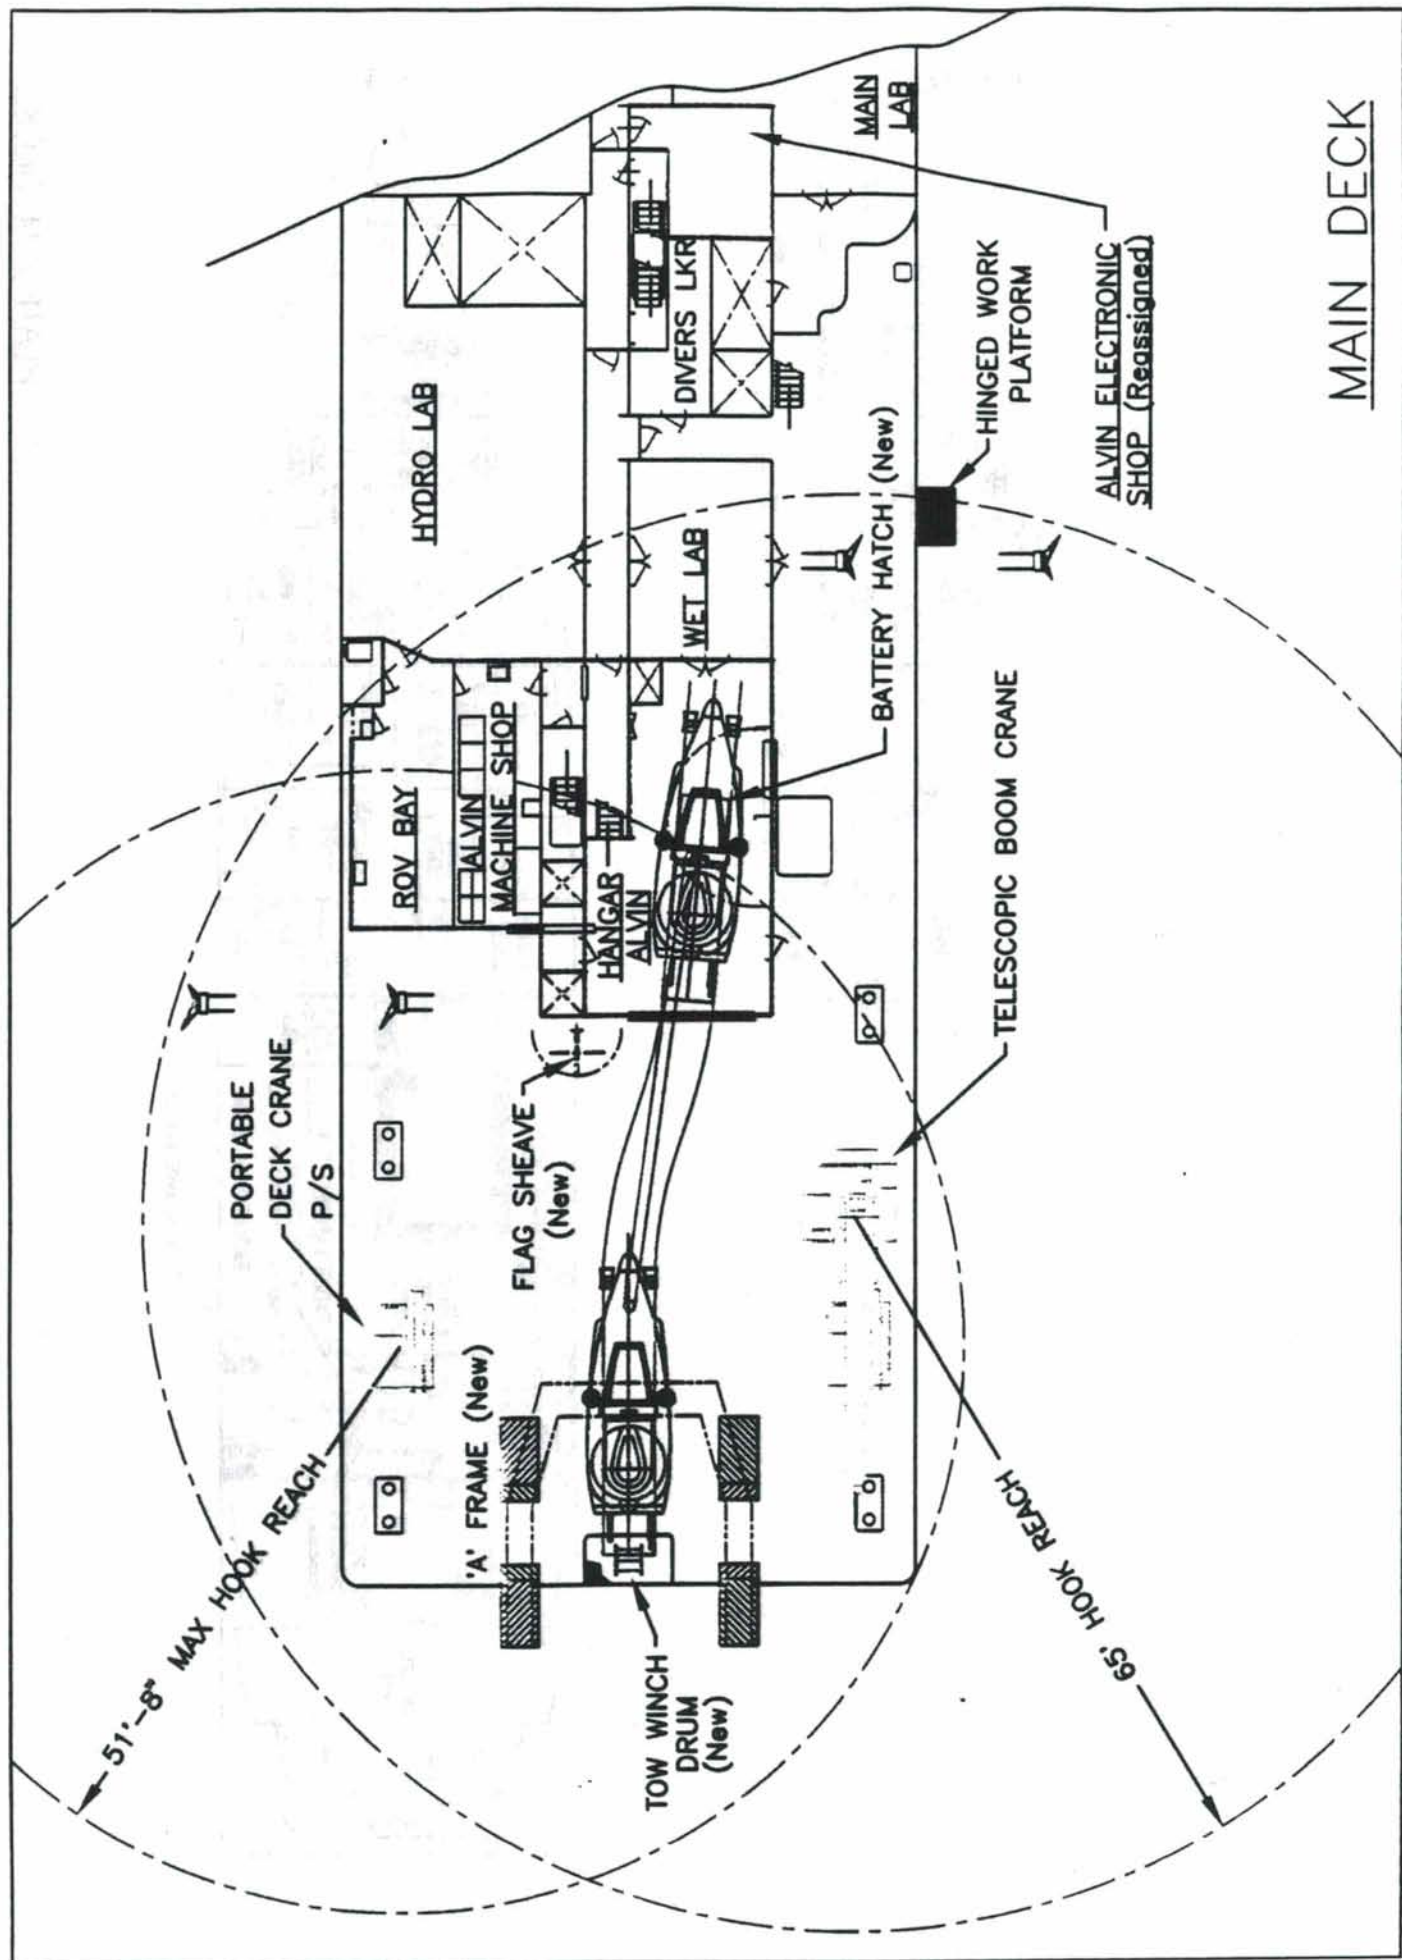 51'-8" MAX HOOK REACH
PORTABLE
DECK CRANE
P/S
'A' FRAME (New)
FLAG SHEAVE
(New)
ROV BAY
ALVIN
MACHINE SHOP
HYDRO LAB
HANGAR
ALVIN
TOW WINCH
DRUM
(New)
WET LAB
DIVERS LKR
BATTERY HATCH (New)
MAIN
LAB
65' HOOK REACH
TELESCOPIC BOOM CRANE
HINGED WORK
PLATFORM
ALVIN ELECTRONIC
SHOP (Reassigned)
MAIN DECK